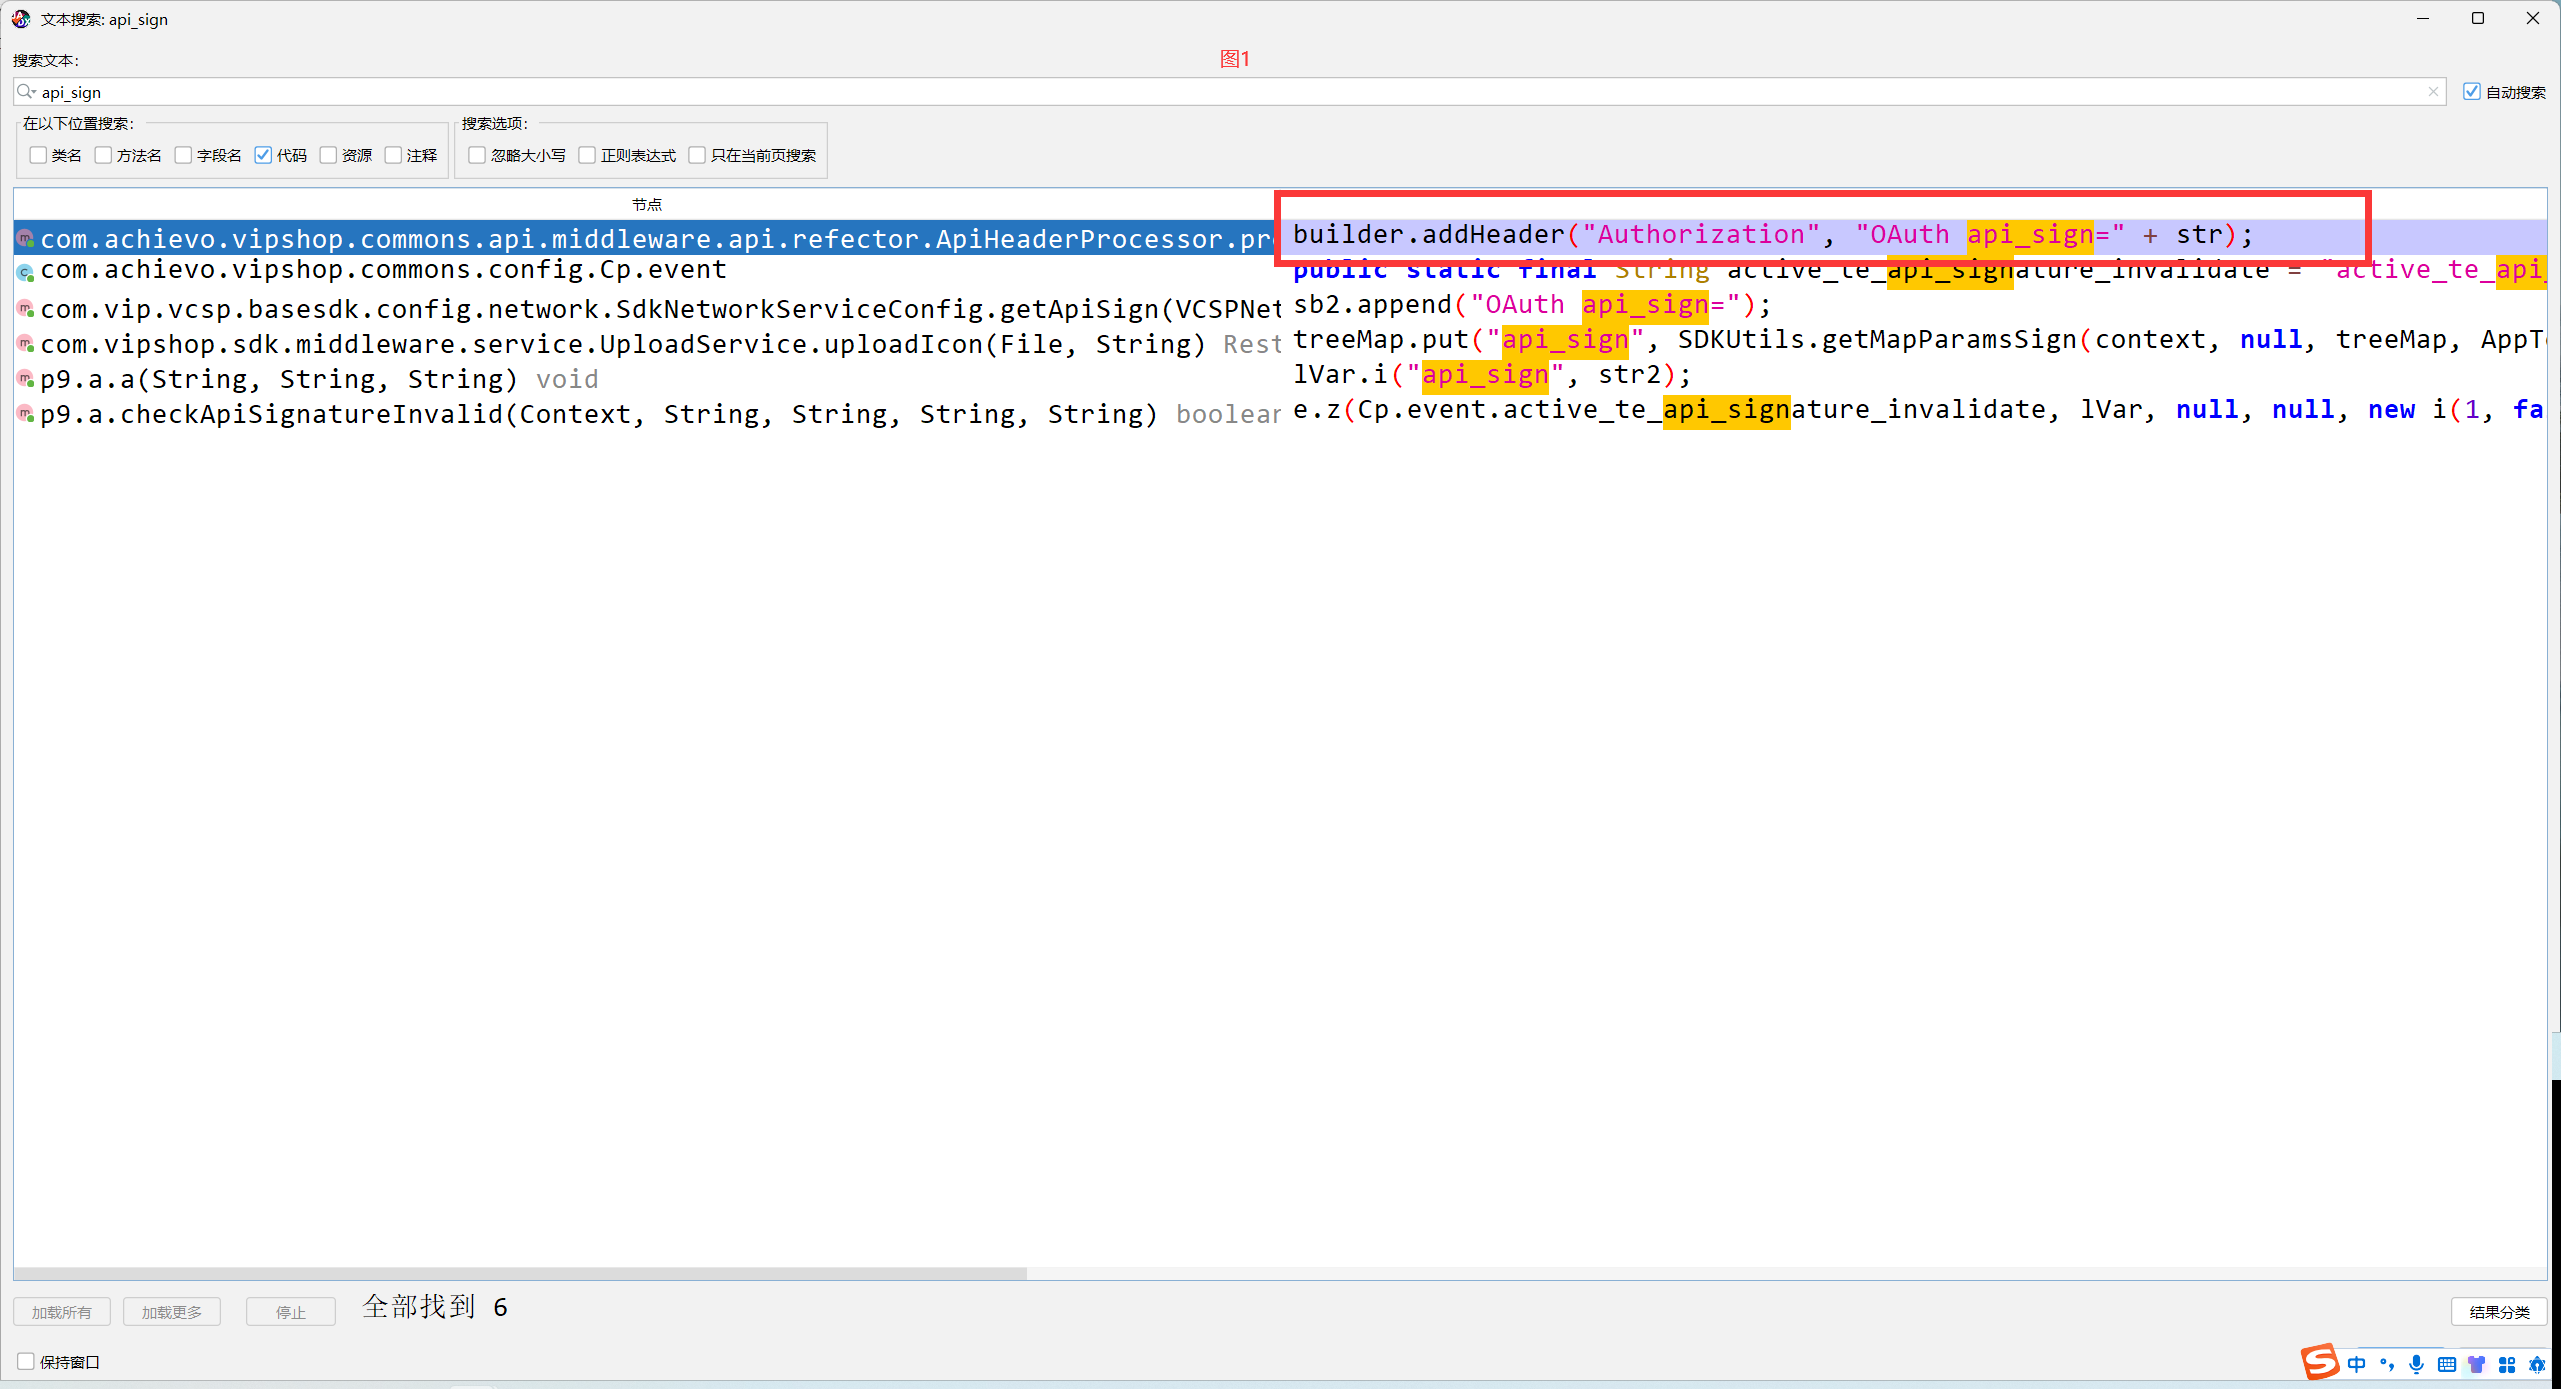 文本搜索: api_sign
搜索文本:
图1
api_sign
自动搜索
在以下位置搜索:
搜索选项:
类名 方法名 字段名 代码 资源 注释
忽略大小写 正则表达式 只在当前页搜索
节点
com.achievo.vipshop.commons.api.middleware.api.refector.ApiHeaderProcessor.pro
builder.addHeader("Authorization", "OAuth api_sign=" + str);
com.achievo.vipshop.commons.config.Cp.event
public static final String active_te_api_signature_invalidate = "active_te_api_
com.vip.vcsp.basesdk.config.network.SdkNetworkServiceConfig.getApiSign(VCSPNet
sb2.append("OAuth api_sign=");
com.vipshop.sdk.middleware.service.UploadService.uploadIcon(File, String) Rest
treeMap.put("api_sign", SDKUtils.getMapParamsSign(context, null, treeMap, AppTo
p9.a.a(String, String, String) void
lVar.i("api_sign", str2);
p9.a.checkApiSignatureInvalid(Context, String, String, String, String) boolean
e.z(Cp.event.active_te_api_signature_invalidate, lVar, null, null, new i(1, fa
加载所有
加载更多
停止
全部找到 6
结果分类
保持窗口
中